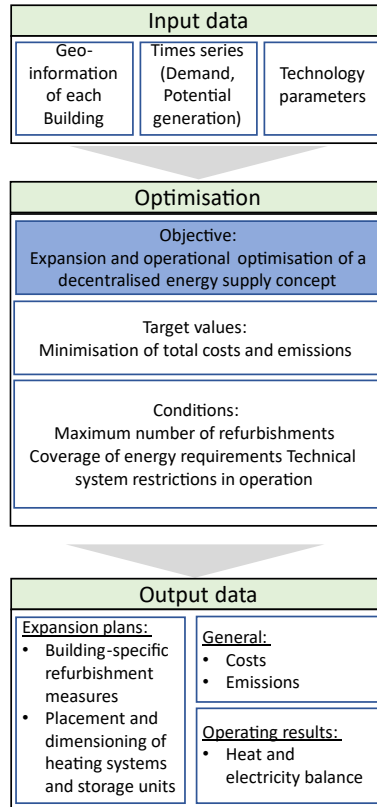 Input data
Geo-
information
of each
Building
Times series
(Demand,
Potential
generation)
Technology
parameters
Optimisation
Objective:
Expansion and operational optimisation of a
decentralised energy supply concept
Target values:
Minimisation of total costs and emissions
Conditions:
Maximum number of refurbishments
Coverage of energy requirements Technical
system restrictions in operation
Output data
Expansion plans:
• Building-specific
refurbishment
measures
• Placement and
dimensioning of
heating systems
and storage units
General:
• Costs
• Emissions
Operating results:
• Heat and
electricity balance